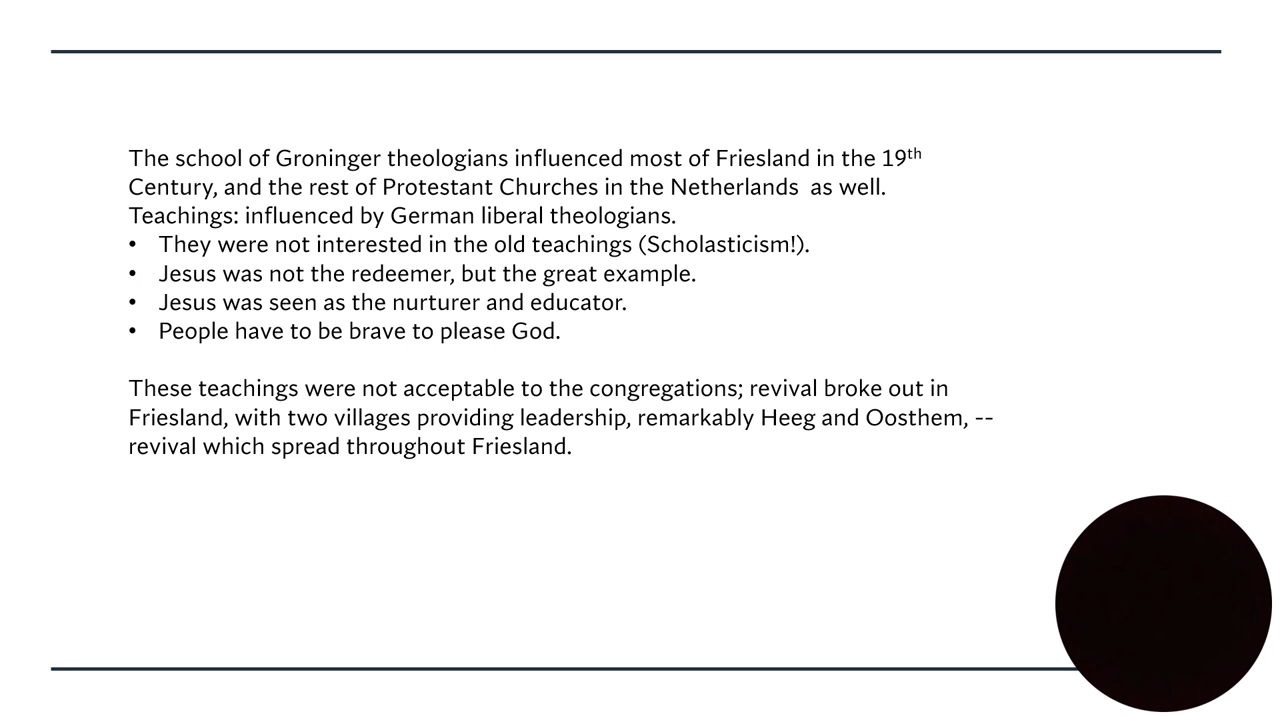 The school of Groninger theologians influenced most of Friesland in the 19th
Century, and the rest of Protestant Churches in the Netherlands  as well.
Teachings: influenced by German liberal theologians.
• They were not interested in the old teachings (Scholasticism!).
• Jesus was not the redeemer, but the great example.
• Jesus was seen as the nurturer and educator.
• People have to be brave to please God.
These teachings were not acceptable to the congregations; revival broke out in
Friesland, with two villages providing leadership, remarkably Heeg and Oosthem, --
revival which spread throughout Friesland.